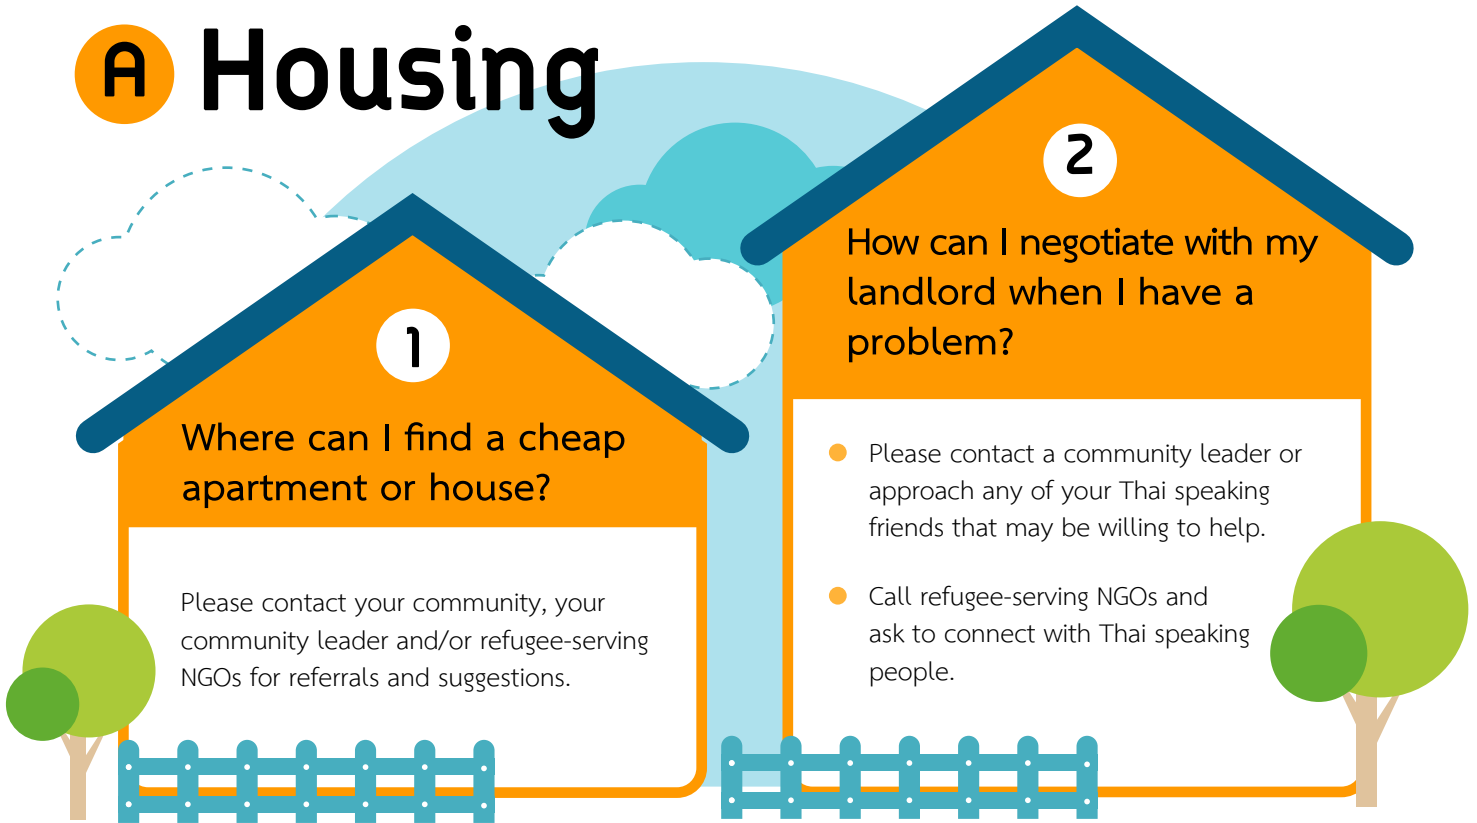 A Housing
1
Where can I find a cheap
apartment or house?
Please contact your community, your
community leader and/or refugee-serving
NGOs for referrals and suggestions.
2
How can I negotiate with my
landlord when I have a
problem?
Please contact a community leader or
approach any of your Thai speaking
friends that may be willing to help.
Call refugee-serving NGOs and
ask to connect with Thai speaking
people.